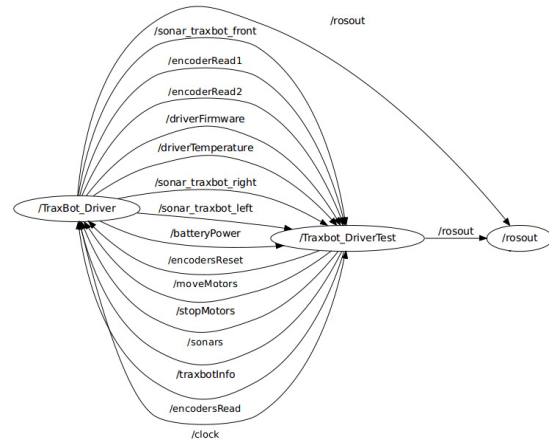 /rosout
/sonar_traxbot_front
/encoderRead1
/encoderRead2
/driverFirmware
/driverTemperature
/sonar_traxbot_right
/TraxBot_Driver
/sonar_traxbot_left
/batteryPower
/Traxbot_DriverTest
/rosout
/rosout
/encodersReset
/moveMotors
/stopMotors
/sonars
/traxbotInfo
/encodersRead
/clock